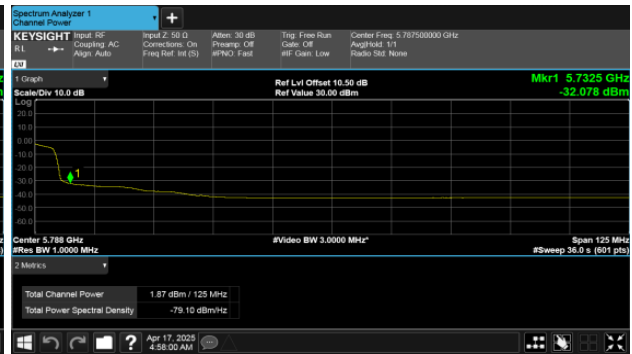 Spectrum Analyzer 1
Channel Power
+
KEYSIGHT Input: RF Input Z: 50 Ω Atten: 30 dB Trig: Free Run Center Freq: 5.787500000 GHz
RL Coupling: AC Corrections: On Preamp: Off Gate: Off Avg|Hold: 1/1
Align: Auto Freq Ref: Int (S) #PNO: Fast #IF Gain: Low Radio Std: None
1 Graph Ref Lvl Offset 10.50 dB Mkr1 5.7325 GHz
Scale/Div 10.0 dB Ref Value 30.00 dBm -32.078 dBm
Log
20.0
10.0
0.00
-10.0
-20.0
1
-30.0
-40.0
-50.0
-60.0
Center 5.788 GHz #Video BW 3.0000 MHz* Span 125 MHz
#Res BW 1.0000 MHz #Sweep 36.0 s (601 pts)
2 Metrics
Total Channel Power 1.87 dBm / 125 MHz
Total Power Spectral Density -79.10 dBm/Hz
? Apr 17, 2025
4:58:00 AM